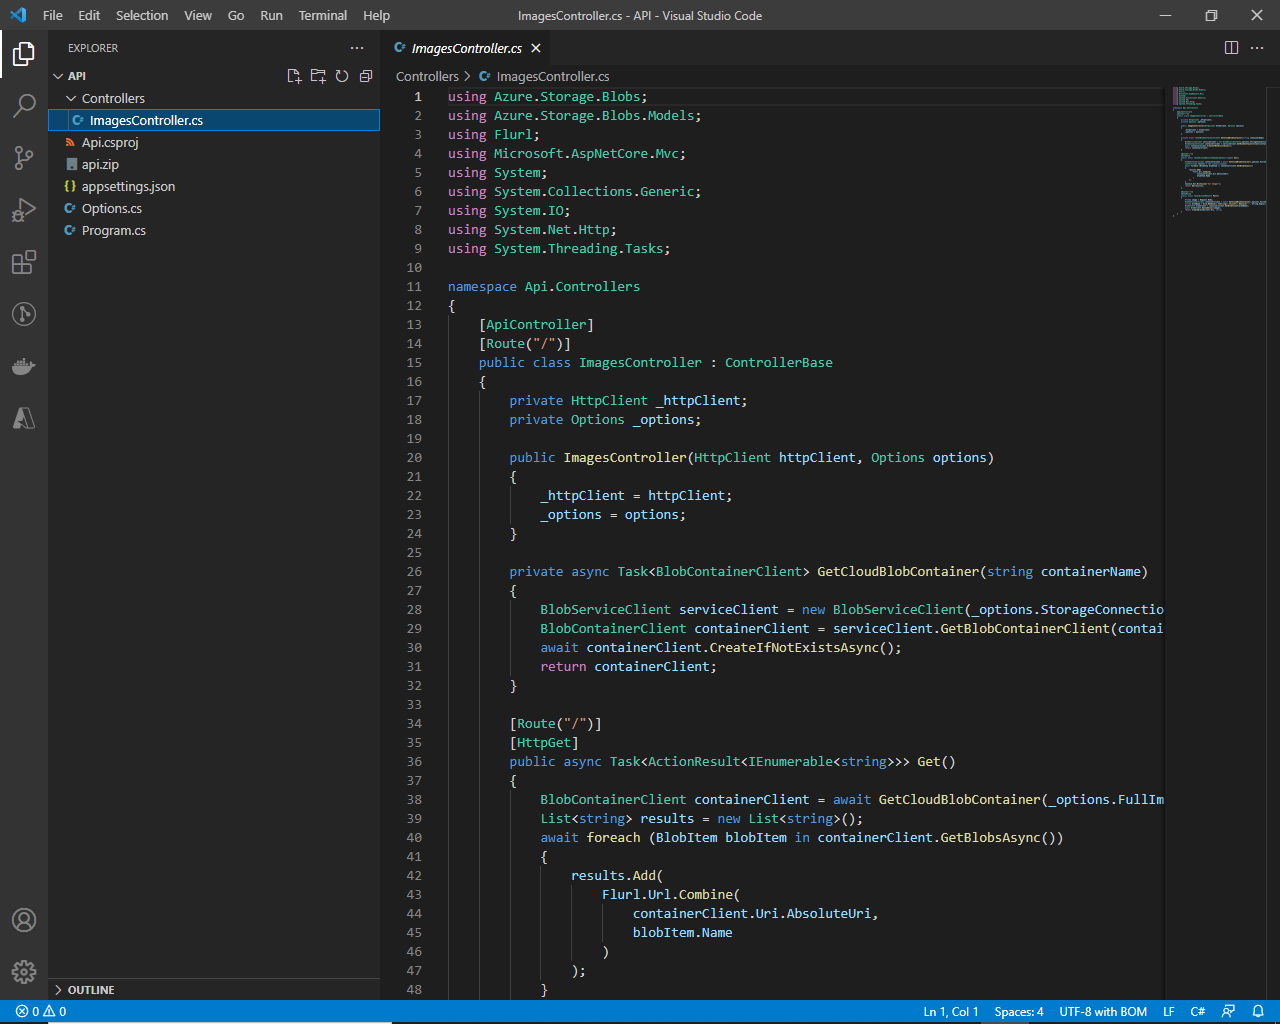 File Edit Selection View Go Run Terminal Help
ImagesController.cs - API - Visual Studio Code
EXPLORER
API
Controllers
C# ImagesController.cs
Api.csproj
api.zip
{} appsettings.json
C# Options.cs
C# Program.cs
OUTLINE
C# ImagesController.cs
Controllers > C# ImagesController.cs
1 using Azure.Storage.Blobs;
2 using Azure.Storage.Blobs.Models;
3 using Flurl;
4 using Microsoft.AspNetCore.Mvc;
5 using System;
6 using System.Collections.Generic;
7 using System.IO;
8 using System.Net.Http;
9 using System.Threading.Tasks;
10
11 namespace Api.Controllers
12 {
13 [ApiController]
14 [Route("/")]
15 public class ImagesController : ControllerBase
16 {
17 private HttpClient _httpClient;
18 private Options _options;
19
20 public ImagesController(HttpClient httpClient, Options options)
21 {
22 _httpClient = httpClient;
23 _options = options;
24 }
25
26 private async Task<BlobContainerClient> GetCloudBlobContainer(string containerName)
27 {
28 BlobServiceClient serviceClient = new BlobServiceClient(_options.StorageConnectio
29 BlobContainerClient containerClient = serviceClient.GetBlobContainerClient(contai
30 await containerClient.CreateIfNotExistsAsync();
31 return containerClient;
32 }
33
34 [Route("/")]
35 [HttpGet]
36 public async Task<ActionResult<IEnumerable<string>>> Get()
37 {
38 BlobContainerClient containerClient = await GetCloudBlobContainer(_options.FullIm
39 List<string> results = new List<string>();
40 await foreach (BlobItem blobItem in containerClient.GetBlobsAsync())
41 {
42 results.Add(
43 Flurl.Url.Combine(
44 containerClient.Uri.AbsoluteUri,
45 blobItem.Name
46 )
47 );
48 }
0 0
Ln 1, Col 1 Spaces: 4 UTF-8 with BOM LF C#